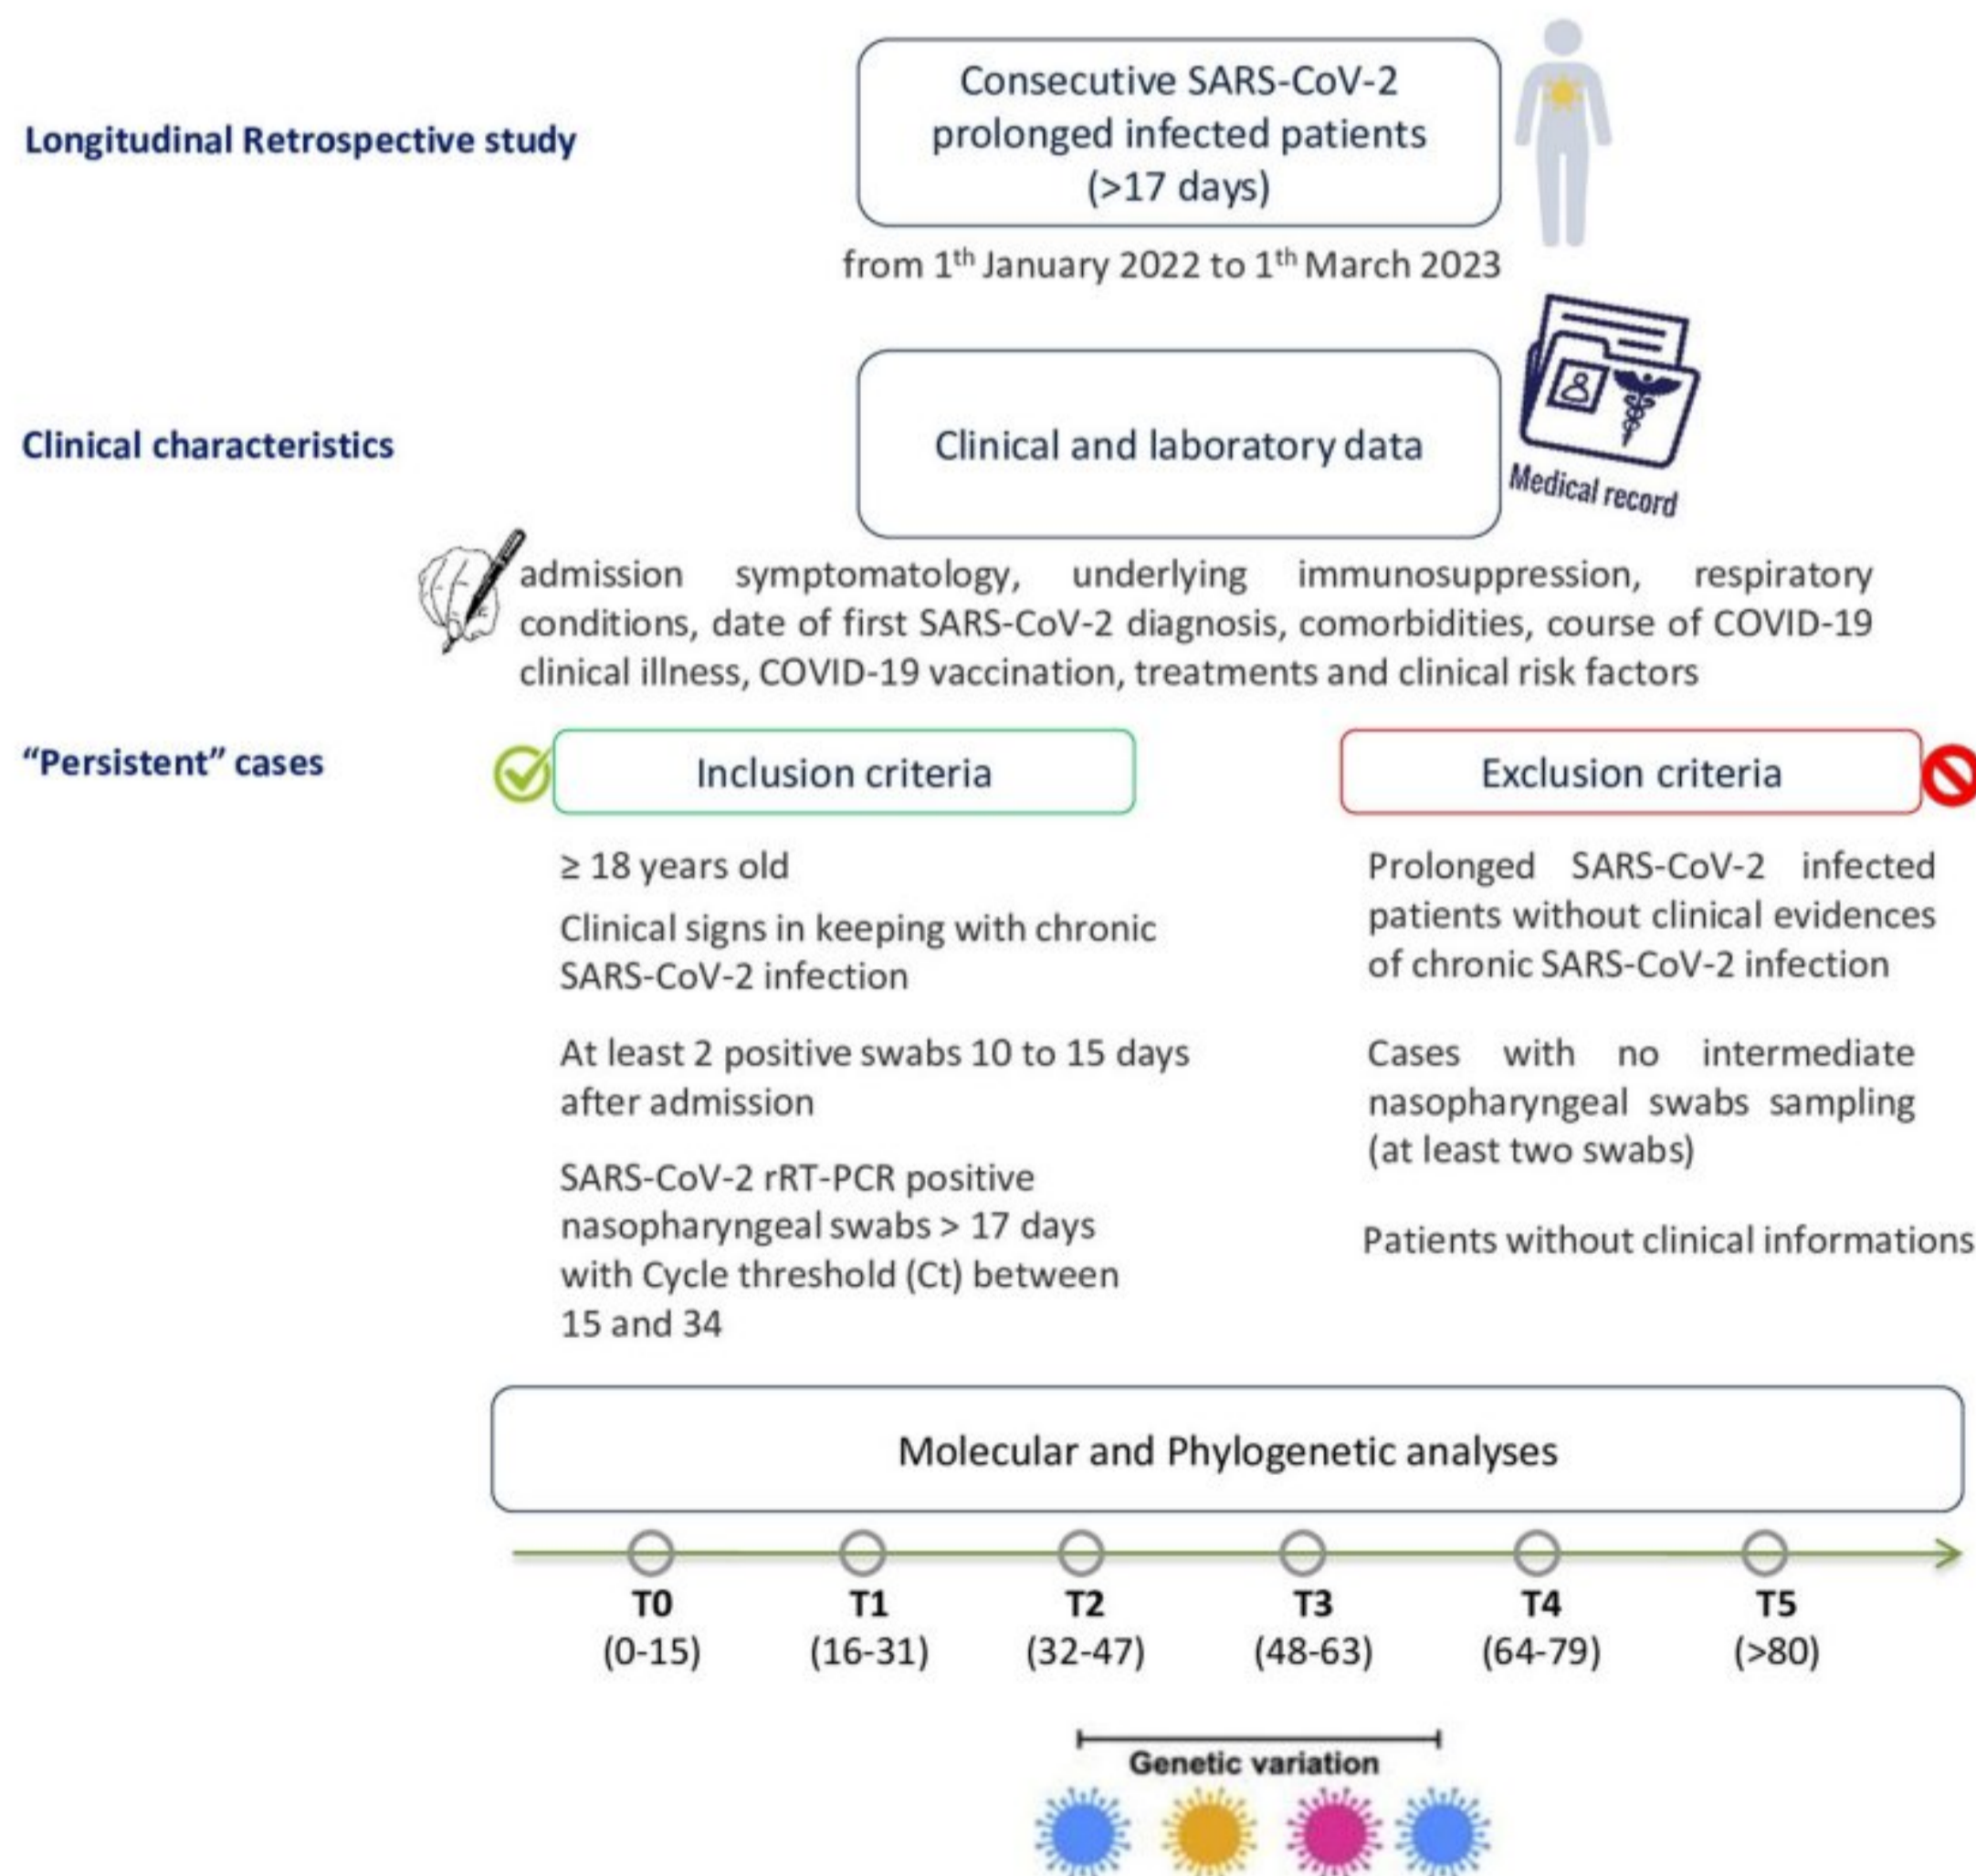 Longitudinal Retrospective study
Consecutive SARS-CoV-2
prolonged infected patients
(>17 days)
from 1th January 2022 to 1th March 2023
Clinical characteristics
Clinical and laboratory data
Medical record
admission symptomatology, underlying immunosuppression, respiratory
conditions, date of first SARS-CoV-2 diagnosis, comorbidities, course of COVID-19
clinical illness, COVID-19 vaccination, treatments and clinical risk factors
“Persistent” cases
Inclusion criteria
≥ 18 years old
Clinical signs in keeping with chronic
SARS-CoV-2 infection
At least 2 positive swabs 10 to 15 days
after admission
SARS-CoV-2 rRT-PCR positive
nasopharyngeal swabs > 17 days
with Cycle threshold (Ct) between
15 and 34
Exclusion criteria
Prolonged SARS-CoV-2 infected
patients without clinical evidences
of chronic SARS-CoV-2 infection
Cases with no intermediate
nasopharyngeal swabs sampling
(at least two swabs)
Patients without clinical informations
Molecular and Phylogenetic analyses
T0 T1 T2 T3 T4 T5
(0-15) (16-31) (32-47) (48-63) (64-79) (>80)
Genetic variation